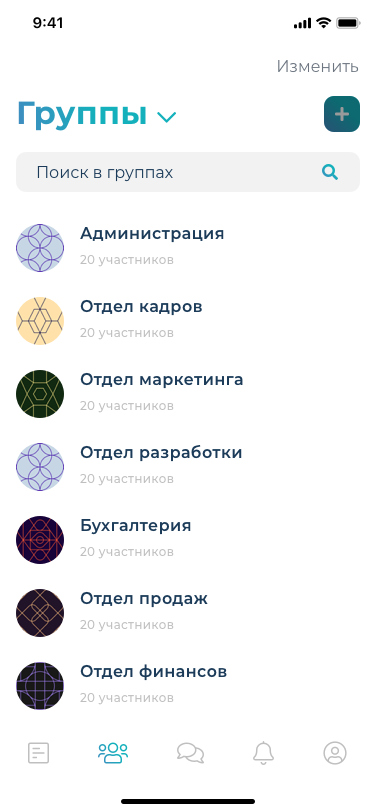 9:41
Изменить
Группы
Поиск в группах
Администрация
20 участников
Отдел кадров
20 участников
Отдел маркетинга
20 участников
Отдел разработки
20 участников
Бухгалтерия
20 участников
Отдел продаж
20 участников
Отдел финансов
20 участников